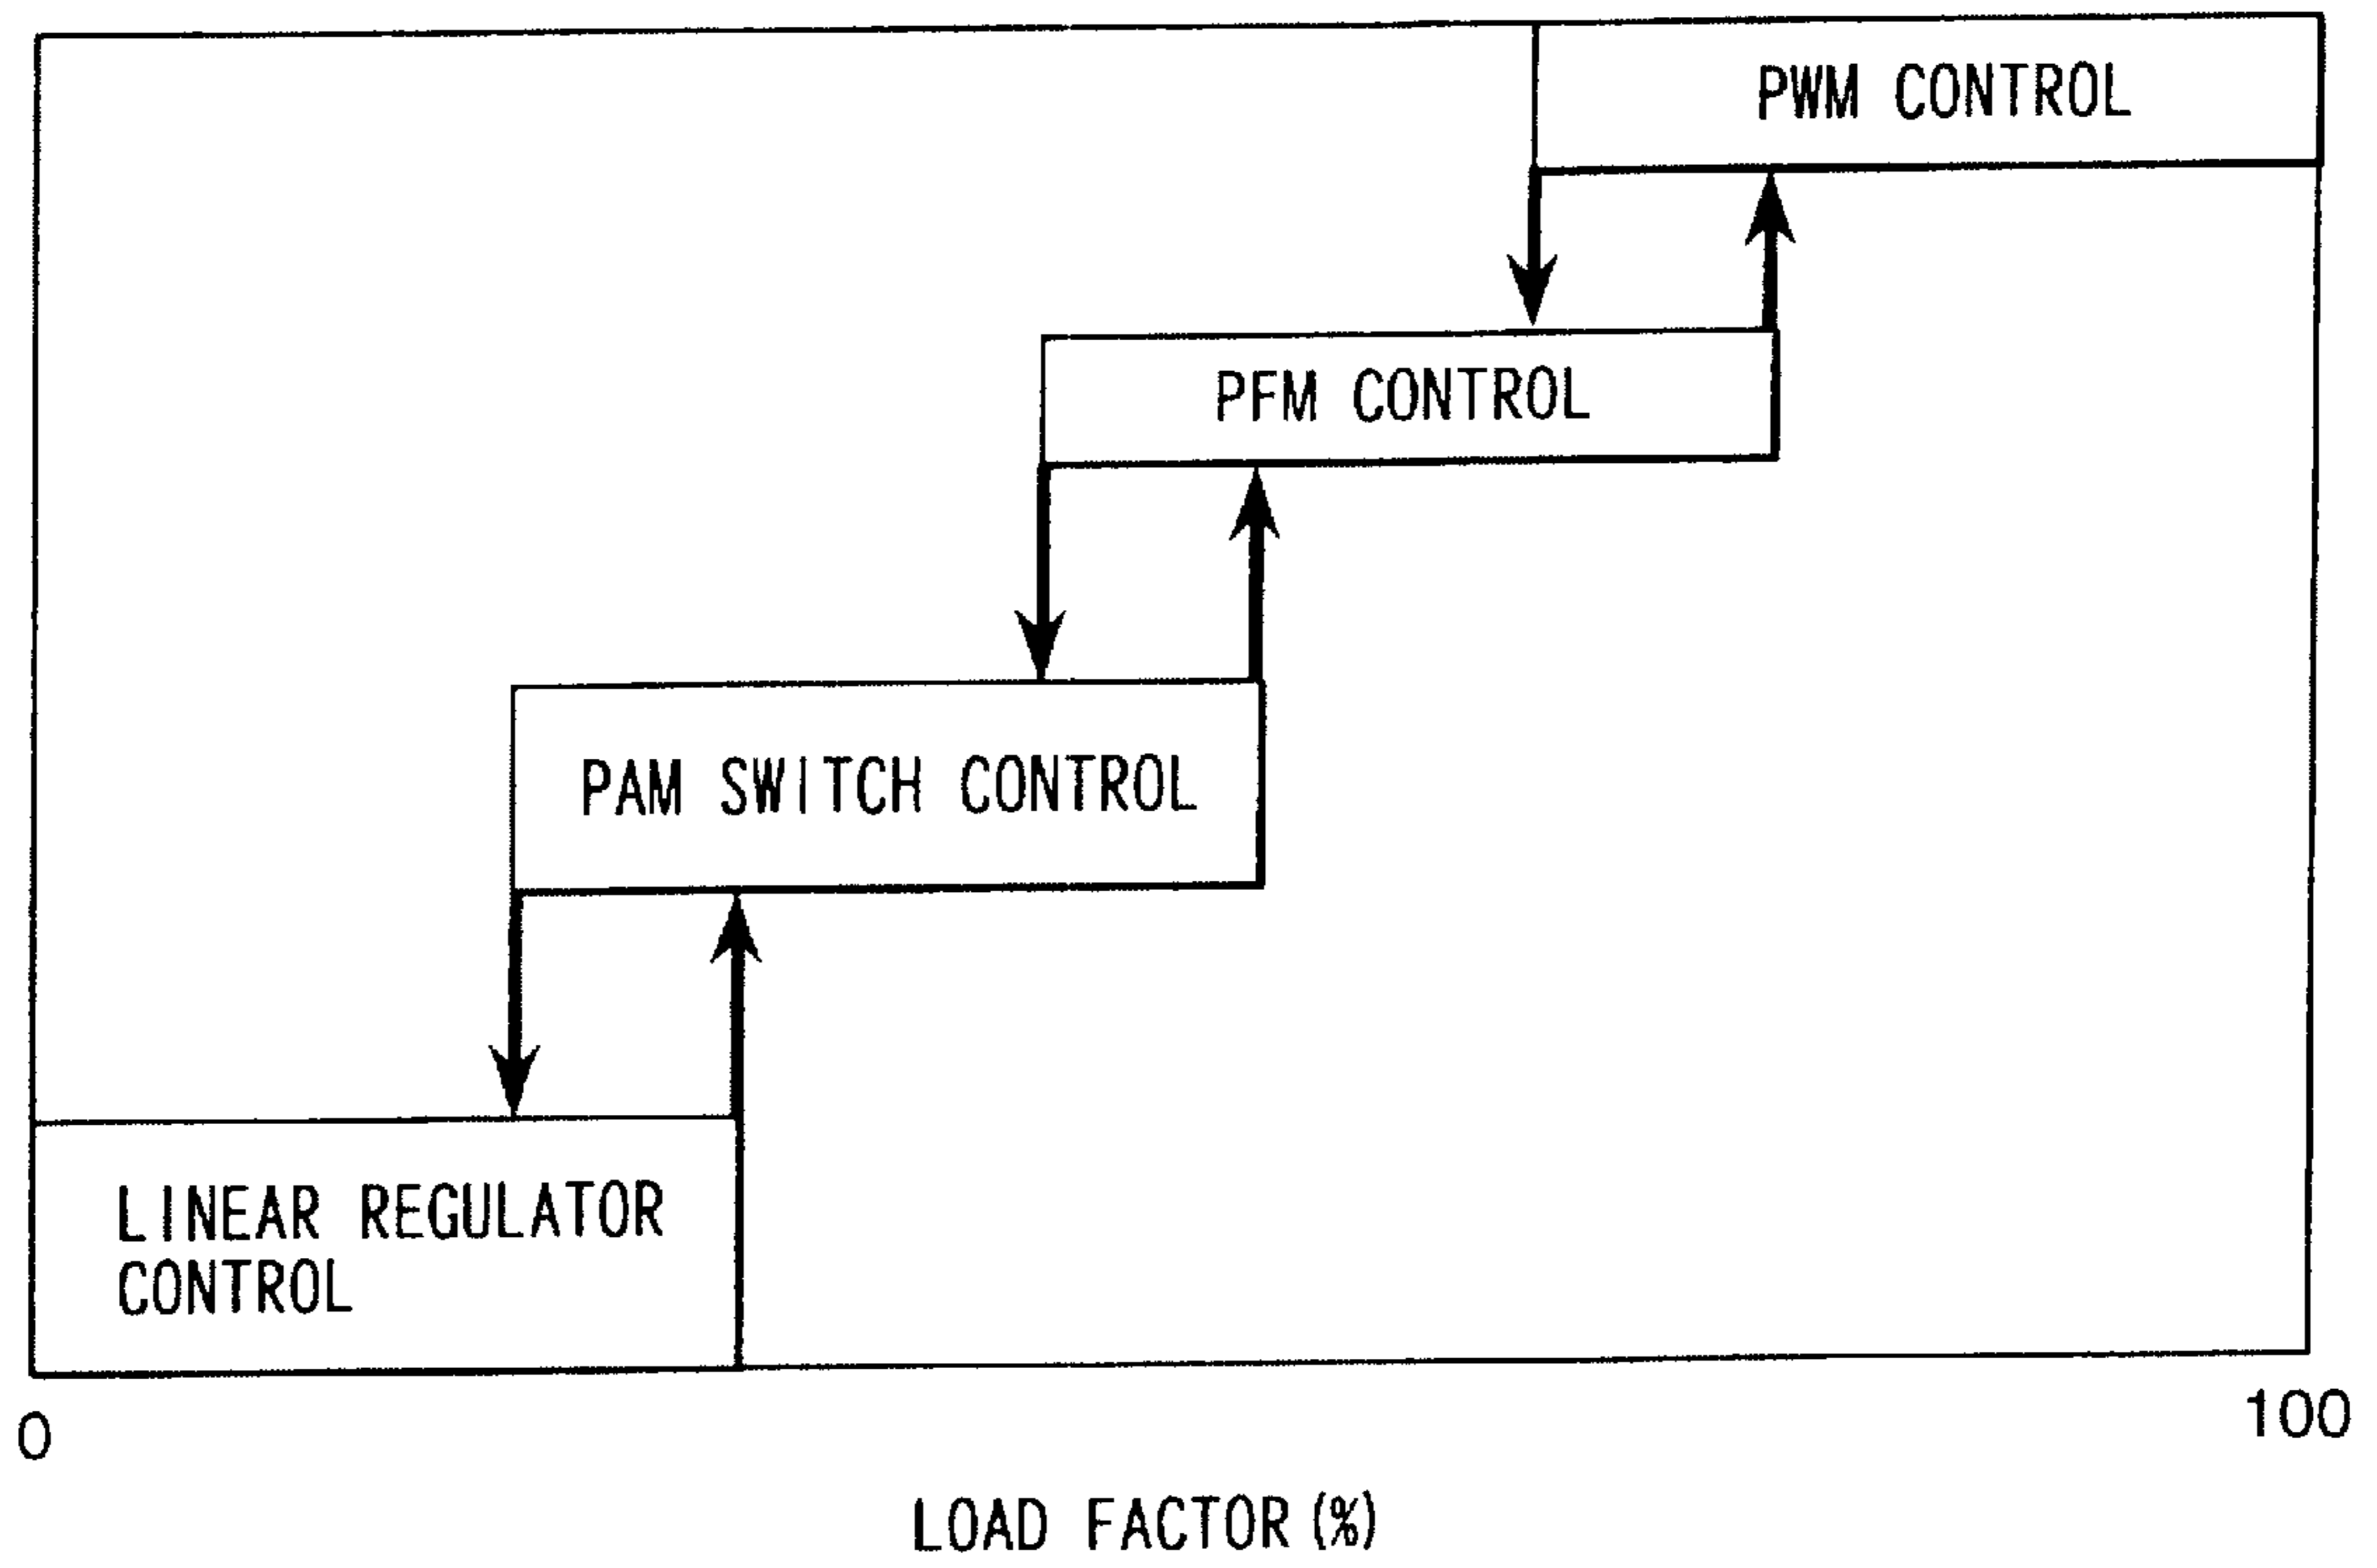 PWM CONTROL
PFM CONTROL
PAM SWITCH CONTROL
LINEAR REGULATOR
CONTROL
0
100
LOAD FACTOR (%)